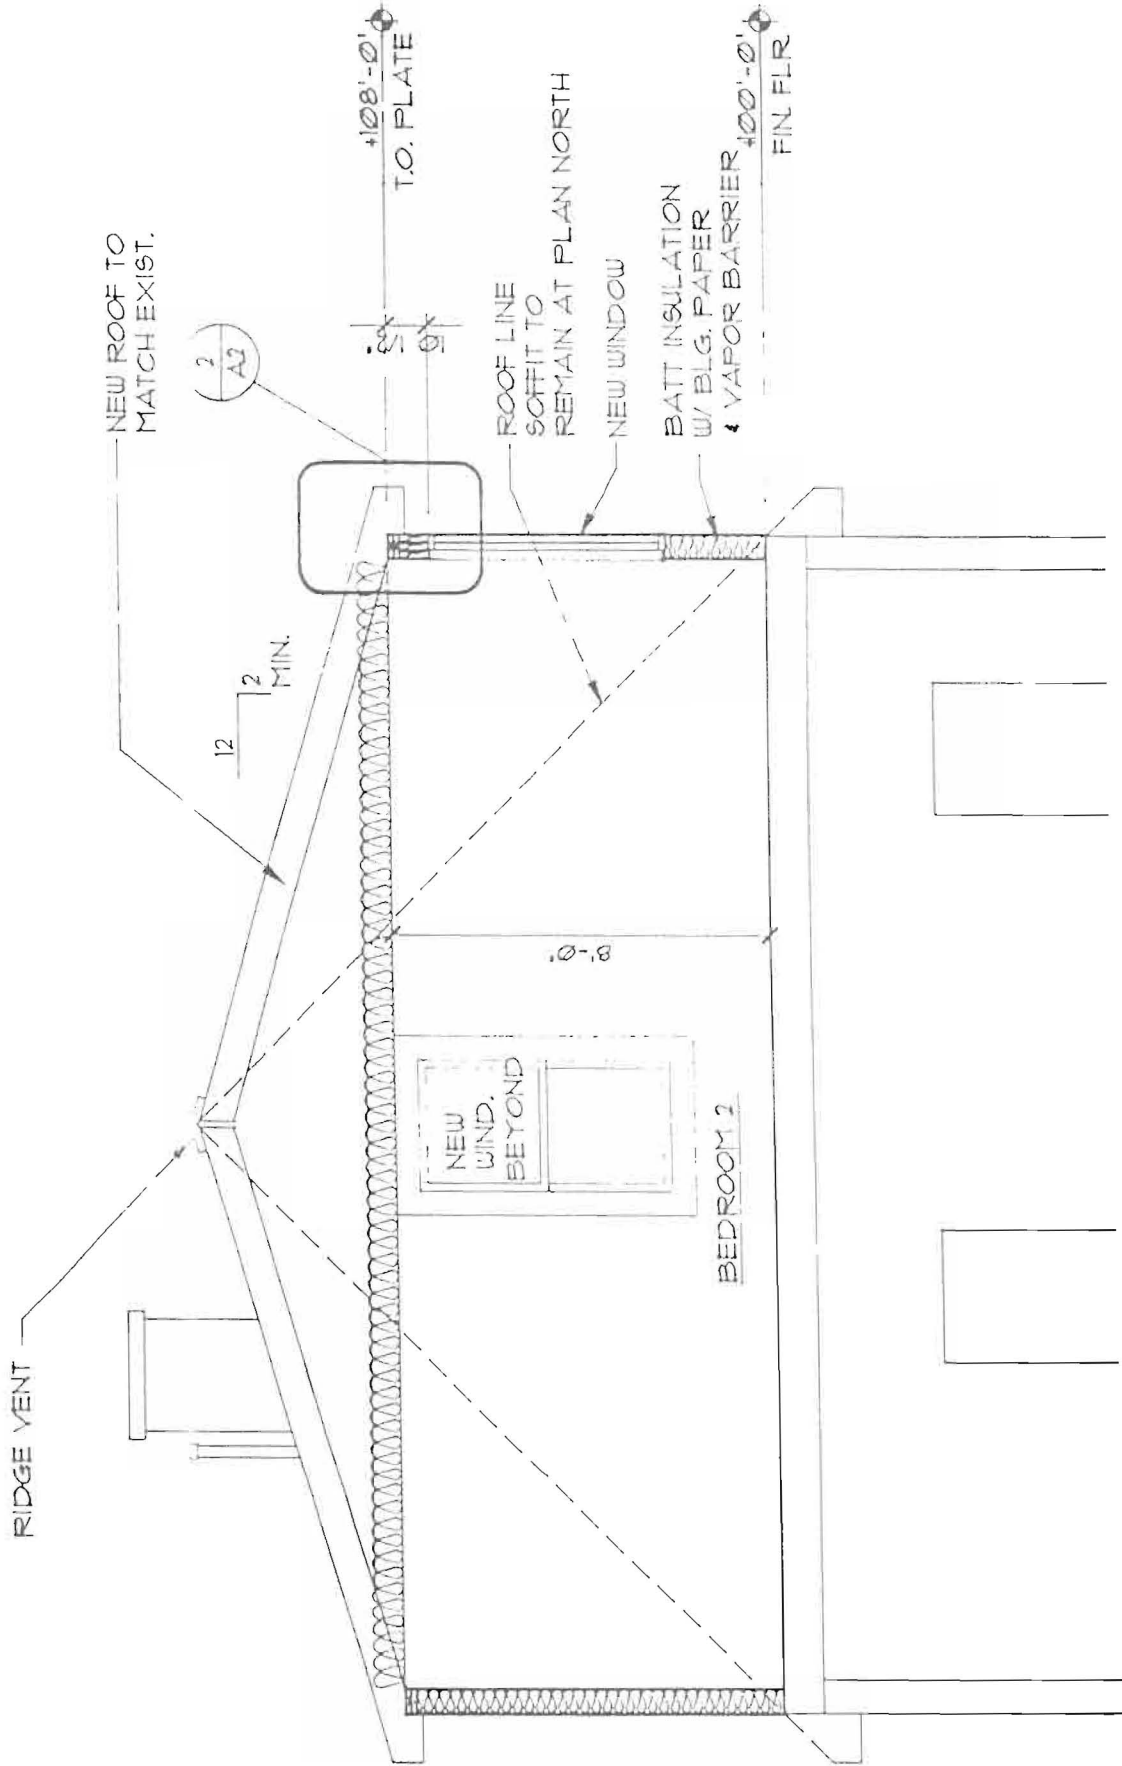 RIDGE VENT
NEW ROOF TO
MATCH EXIST.
12
2
MIN.
2
A2
+108'-0"
T.O. PLATE
ROOF LINE
SOFFIT TO
REMAIN AT PLAN NORTH
NEW WINDOW
BATT INSULATION
W/ BLG. PAPER
& VAPOR BARRIER
+100'-0"
FIN. FLR
8'-0"
NEW
WIND.
BEYOND
BEDROOM 2